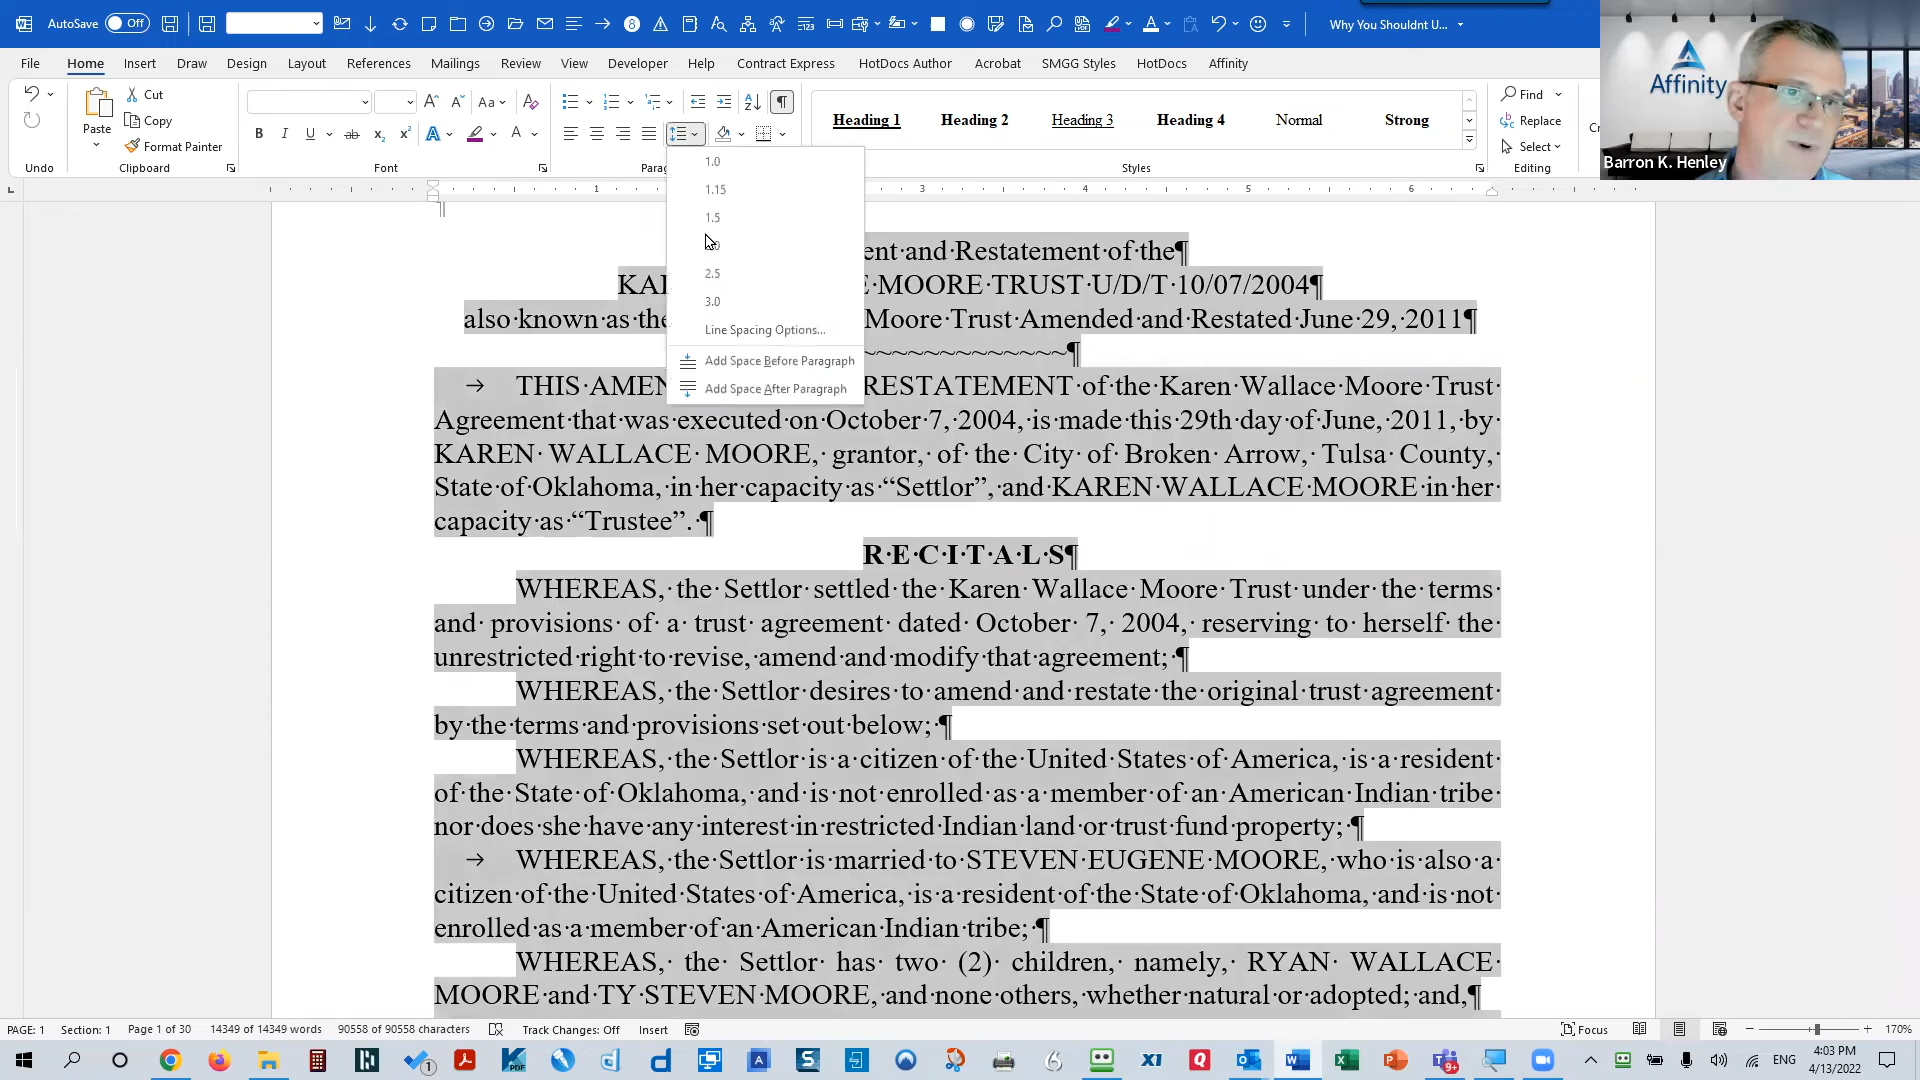 AutoSave Off
Why You Shouldnt U...
File Home Insert Draw Design Layout References Mailings Review View Developer Help Contract Express HotDocs Author Acrobat SMGG Styles HotDocs Affinity
Paste
Cut
Copy
Format Painter
Heading 1 Heading 2 Heading 3 Heading 4 Normal Strong
Find
Replace
Select
Undo Clipboard Font Styles Editing
Affinity
Barron K. Henley
1 3 4 5 6
1.0
1.15
1.5
2.5
3.0
Line Spacing Options...
Add Space Before Paragraph
Add Space After Paragraph
ent·and·Restatement·of·the¶
MOORE·TRUST·U/D/T·10/07/2004¶
also·known·as·the Moore·Trust·Amended·and·Restated·June·29,·2011¶
~~~~~~~~~~~~~¶
→ THIS·AMEN RESTATEMENT·of·the·Karen·Wallace·Moore·Trust·
Agreement·that·was·executed·on·October·7,·2004,·is·made·this·29th·day·of·June,·2011,·by·
KAREN·WALLACE·MOORE,·grantor,·of·the·City·of·Broken·Arrow,·Tulsa·County,·
State·of·Oklahoma,·in·her·capacity·as·“Settlor”,·and·KAREN·WALLACE·MOORE·in·her·
capacity·as·“Trustee”.·¶
R·E·C·I·T·A·L·S¶
WHEREAS,·the·Settlor·settled·the·Karen·Wallace·Moore·Trust·under·the·terms·
and·provisions·of·a·trust·agreement·dated·October·7,·2004,·reserving·to·herself·the·
unrestricted·right·to·revise,·amend·and·modify·that·agreement;·¶
WHEREAS,·the·Settlor·desires·to·amend·and·restate·the·original·trust·agreement·
by·the·terms·and·provisions·set·out·below;·¶
WHEREAS,·the·Settlor·is·a·citizen·of·the·United·States·of·America,·is·a·resident·
of·the·State·of·Oklahoma,·and·is·not·enrolled·as·a·member·of·an·American·Indian·tribe·
nor·does·she·have·any·interest·in·restricted·Indian·land·or·trust·fund·property;·¶
→ WHEREAS,·the·Settlor·is·married·to·STEVEN·EUGENE·MOORE,·who·is·also·a·
citizen·of·the·United·States·of·America,·is·a·resident·of·the·State·of·Oklahoma,·and·is·not·
enrolled·as·a·member·of·an·American·Indian·tribe;·¶
WHEREAS,·the·Settlor·has·two·(2)·children,·namely,·RYAN·WALLACE·
MOORE·and·TY·STEVEN·MOORE,·and·none·others,·whether·natural·or·adopted;·and,¶
PAGE: 1 Section: 1 Page 1 of 30 14349 of 14349 words 90558 of 90558 characters Track Changes: Off Insert Focus 170%
ENG 4:03 PM
4/13/2022